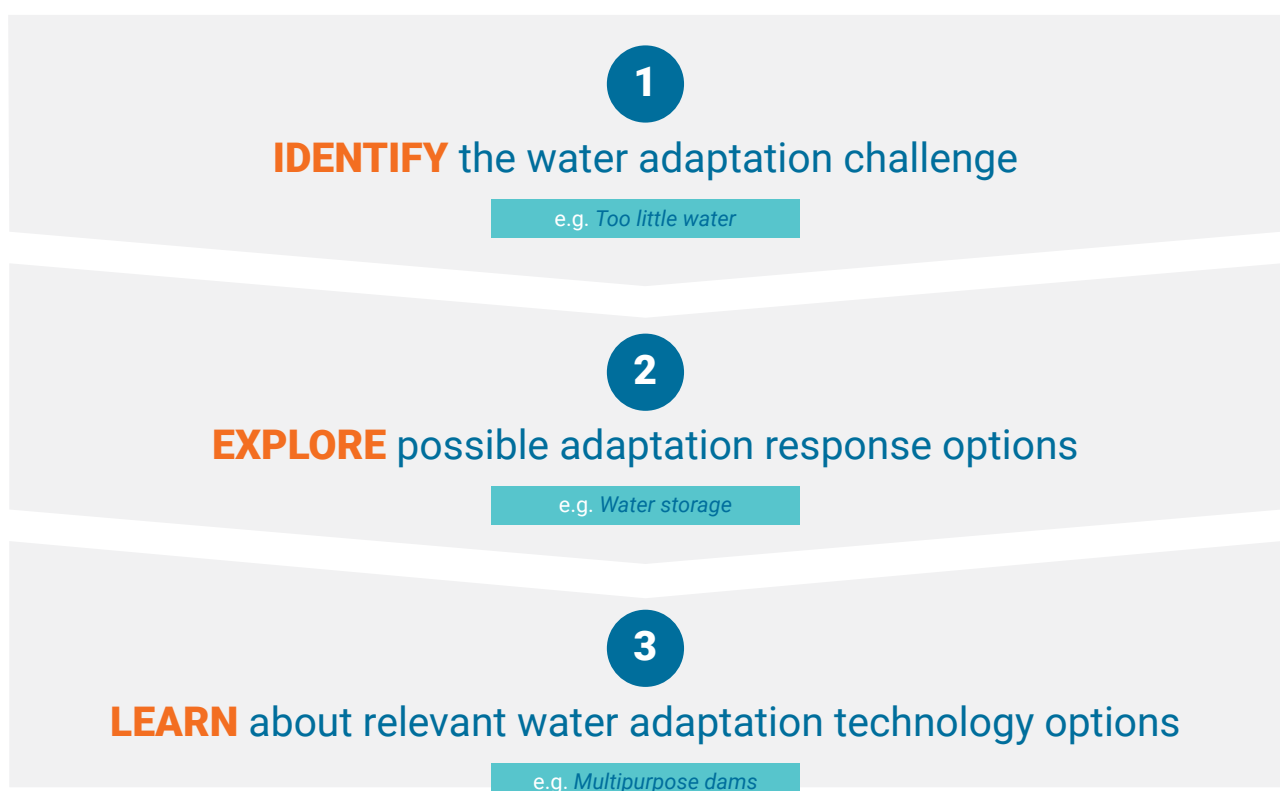 1
IDENTIFY the water adaptation challenge
e.g. Too little water
2
EXPLORE possible adaptation response options
e.g. Water storage
3
LEARN about relevant water adaptation technology options
e.g. Multipurpose dams